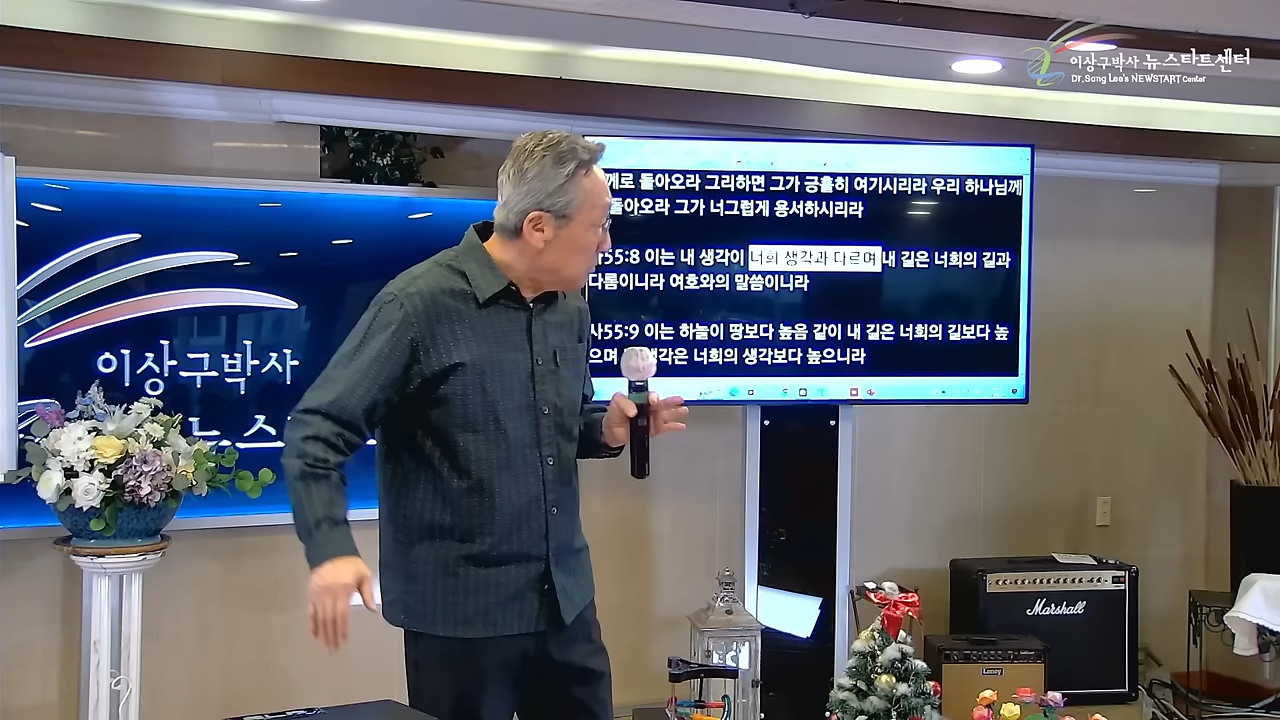 이상구박사 뉴스타트센터
Dr. Sang Lee's NEWSTART Center
께로 돌아오라 그리하면 그가 긍휼히 여기시리라 우리 하나님께
돌아오라 그가 너그럽게 용서하시리라
55:8 이는 내 생각이 너희 생각과 다르며 내 길은 너희의 길과
다름이니라 여호와의 말씀이니라
사55:9 이는 하늘이 땅보다 높음 같이 내 길은 너희의 길보다 높
으며 생각은 너희의 생각보다 높으니라
이상구박사
뉴스
Marshall
Laney